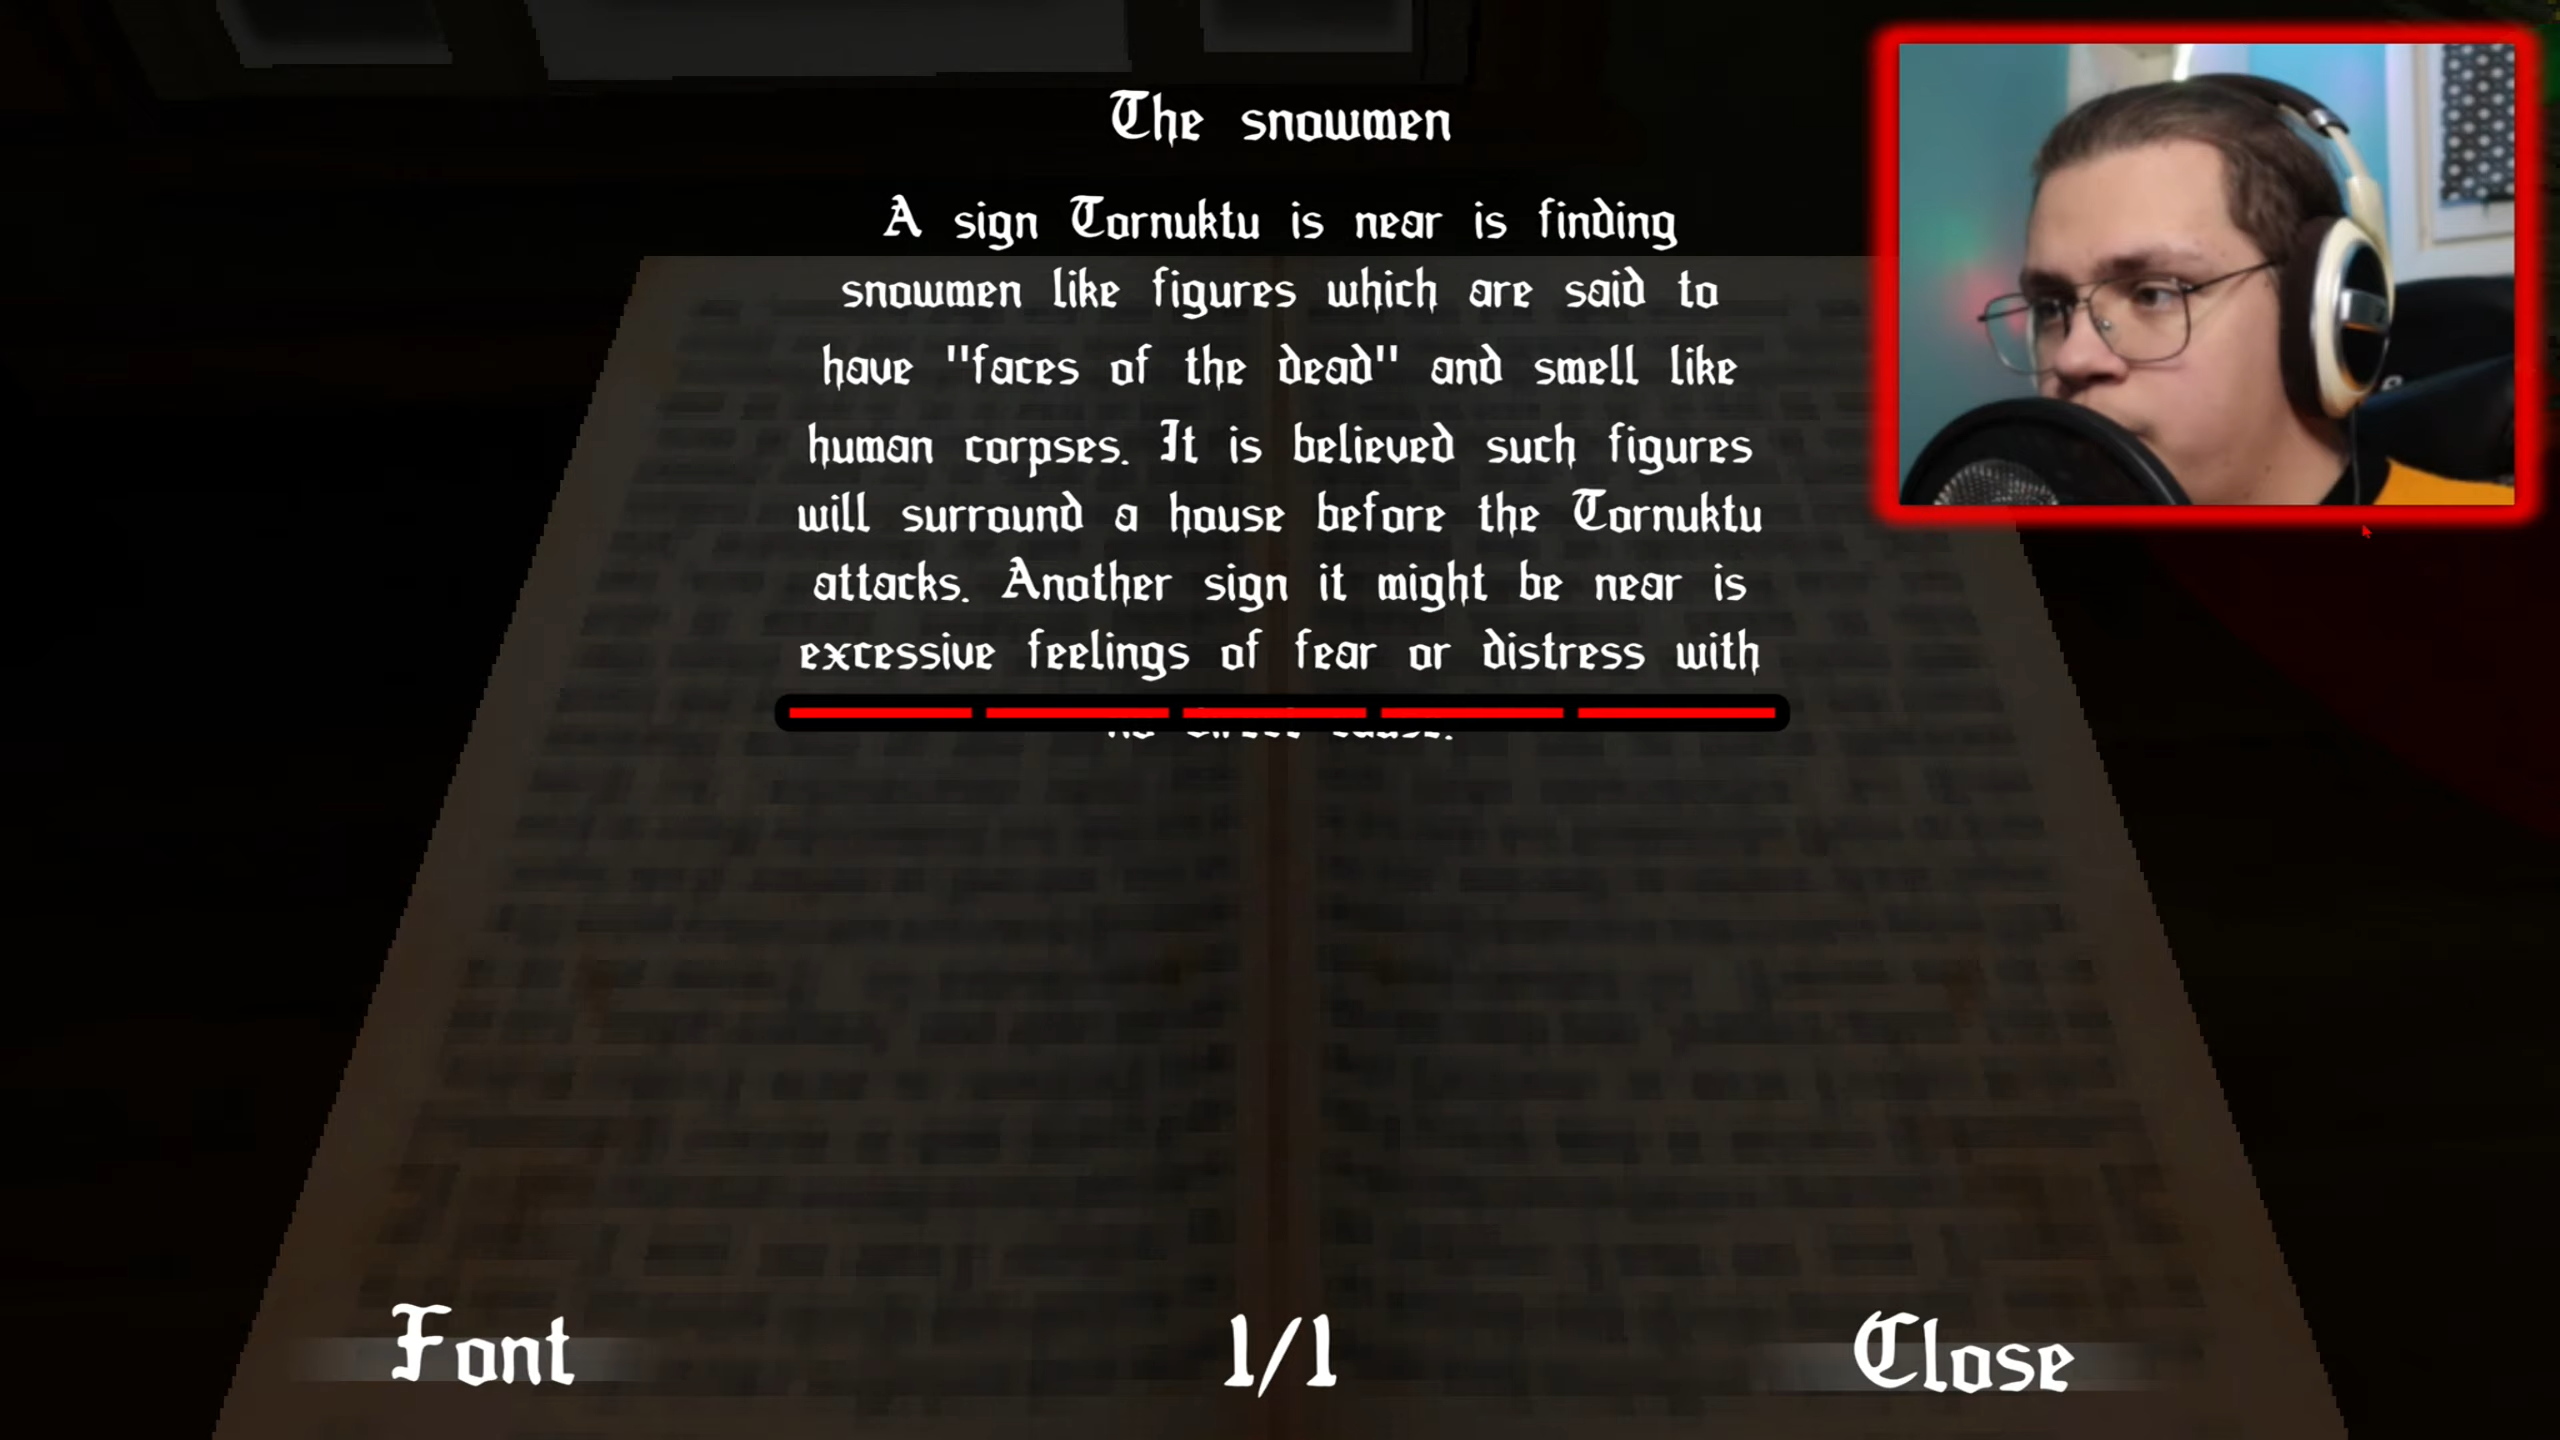 The snowmen
A sign Tornuktu is near is finding
snowmen like figures which are said to
have "faces of the dead" and smell like
human corpses. It is believed such figures
will surround a house before the Tornuktu
attacks. Another sign it might be near is
excessive feelings of fear or distress with
Font
1/1
Close